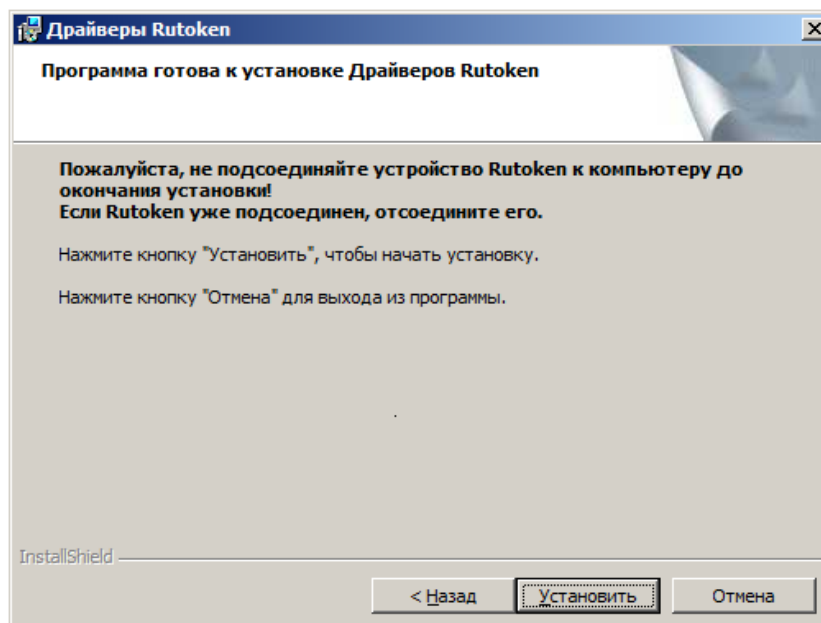 Драйверы Rutoken
Программа готова к установке Драйверов Rutoken
Пожалуйста, не подсоединяйте устройство Rutoken к компьютеру до
окончания установки!
Если Rutoken уже подсоединен, отсоедините его.
Нажмите кнопку "Установить", чтобы начать установку.
Нажмите кнопку "Отмена" для выхода из программы.
.
InstallShield
< Назад
Установить
Отмена